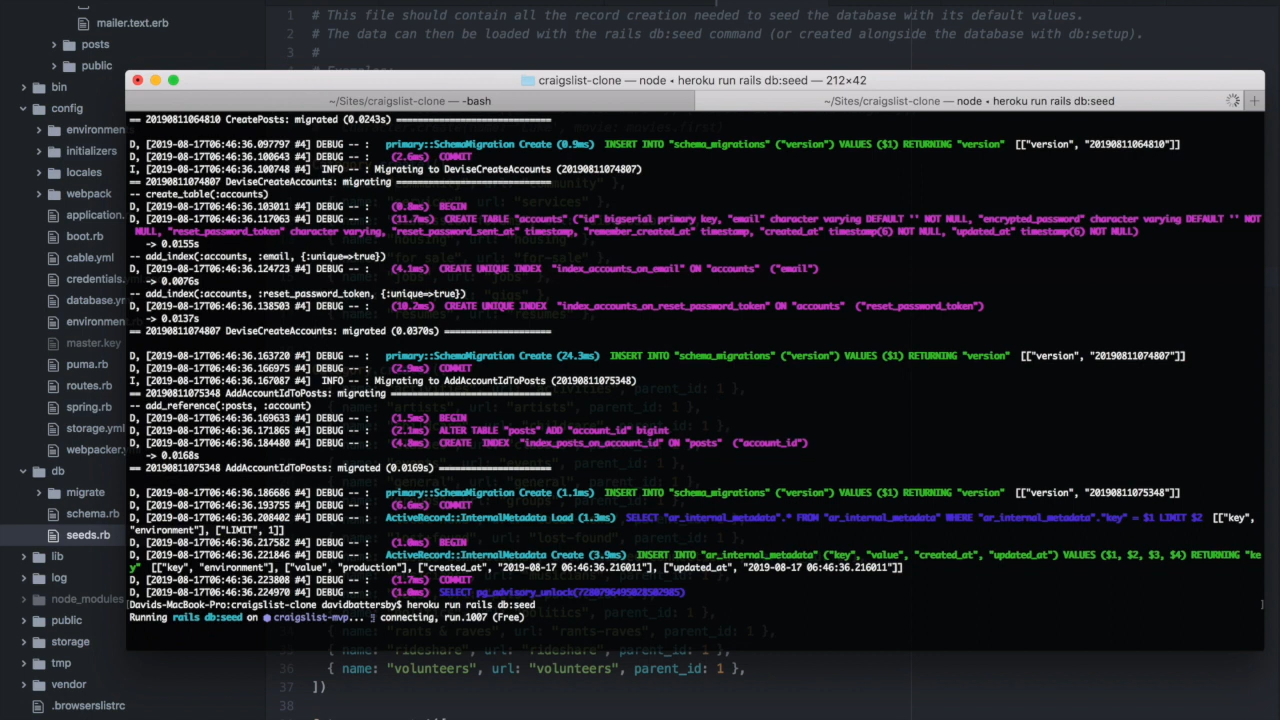 mailer.text.erb
posts
public
bin
config
environmen
initializers
locales
webpack
application.
boot.rb
cable.yml
credentials.
database.ym
environment.rb
master.key
puma.rb
routes.rb
spring.rb
storage.yml
webpacker.
db
migrate
schema.rb
seeds.rb
lib
log
node_modules
public
storage
tmp
vendor
.browserslistrc
1 # This file should contain all the record creation needed to seed the database with its default values.
2 # The data can then be loaded with the rails db:seed command (or created alongside the database with db:setup).
3 #
craigslist-clone — node • heroku run rails db:seed — 212×42
~/Sites/craigslist-clone — -bash
~/Sites/craigslist-clone — node • heroku run rails db:seed
== 20190811064810 CreatePosts: migrated (0.0243s) =============================
D, [2019-08-17T06:46:36.097797 #4] DEBUG -- :   primary::SchemaMigration Create (0.9ms)  INSERT INTO "schema_migrations" ("version") VALUES ($1) RETURNING "version"  [["version", "20190811064810"]]
D, [2019-08-17T06:46:36.100643 #4] DEBUG -- :    (2.6ms)  COMMIT
I, [2019-08-17T06:46:36.100748 #4]  INFO -- : Migrating to DeviseCreateAccounts (20190811074807)
== 20190811074807 DeviseCreateAccounts: migrating =============================
-- create_table(:accounts)
D, [2019-08-17T06:46:36.103011 #4] DEBUG -- :    (0.8ms)  BEGIN
D, [2019-08-17T06:46:36.117063 #4] DEBUG -- :    (11.7ms)  CREATE TABLE "accounts" ("id" bigserial primary key, "email" character varying DEFAULT '' NOT NULL, "encrypted_password" character varying DEFAULT '' NOT
NULL, "reset_password_token" character varying, "reset_password_sent_at" timestamp, "remember_created_at" timestamp, "created_at" timestamp(6) NOT NULL, "updated_at" timestamp(6) NOT NULL)
-> 0.0155s
-- add_index(:accounts, :email, {:unique=>true})
D, [2019-08-17T06:46:36.124723 #4] DEBUG -- :    (4.1ms)  CREATE UNIQUE INDEX  "index_accounts_on_email" ON "accounts"  ("email")
-> 0.0076s
-- add_index(:accounts, :reset_password_token, {:unique=>true})
D, [2019-08-17T06:46:36.138503 #4] DEBUG -- :    (10.2ms)  CREATE UNIQUE INDEX  "index_accounts_on_reset_password_token" ON "accounts"  ("reset_password_token")
-> 0.0137s
== 20190811074807 DeviseCreateAccounts: migrated (0.0370s) ====================
D, [2019-08-17T06:46:36.163720 #4] DEBUG -- :   primary::SchemaMigration Create (24.3ms)  INSERT INTO "schema_migrations" ("version") VALUES ($1) RETURNING "version"  [["version", "20190811074807"]]
D, [2019-08-17T06:46:36.166975 #4] DEBUG -- :    (2.9ms)  COMMIT
I, [2019-08-17T06:46:36.167087 #4]  INFO -- : Migrating to AddAccountIdToPosts (20190811075348)
== 20190811075348 AddAccountIdToPosts: migrating ==============================
-- add_reference(:posts, :account)
D, [2019-08-17T06:46:36.169633 #4] DEBUG -- :    (1.5ms)  BEGIN
D, [2019-08-17T06:46:36.171865 #4] DEBUG -- :    (2.1ms)  ALTER TABLE "posts" ADD "account_id" bigint
D, [2019-08-17T06:46:36.184480 #4] DEBUG -- :    (4.8ms)  CREATE  INDEX  "index_posts_on_account_id" ON "posts"  ("account_id")
-> 0.0168s
== 20190811075348 AddAccountIdToPosts: migrated (0.0169s) =====================
D, [2019-08-17T06:46:36.186686 #4] DEBUG -- :   primary::SchemaMigration Create (1.1ms)  INSERT INTO "schema_migrations" ("version") VALUES ($1) RETURNING "version"  [["version", "20190811075348"]]
D, [2019-08-17T06:46:36.193755 #4] DEBUG -- :    (6.6ms)  COMMIT
D, [2019-08-17T06:46:36.208402 #4] DEBUG -- :   ActiveRecord::InternalMetadata Load (1.3ms)  SELECT "ar_internal_metadata".* FROM "ar_internal_metadata" WHERE "ar_internal_metadata"."key" = $1 LIMIT $2  [["key",
"environment"], ["LIMIT", 1]]
D, [2019-08-17T06:46:36.217582 #4] DEBUG -- :    (1.0ms)  BEGIN
D, [2019-08-17T06:46:36.221846 #4] DEBUG -- :   ActiveRecord::InternalMetadata Create (3.9ms)  INSERT INTO "ar_internal_metadata" ("key", "value", "created_at", "updated_at") VALUES ($1, $2, $3, $4) RETURNING "ke
y"  [["key", "environment"], ["value", "production"], ["created_at", "2019-08-17 06:46:36.216011"], ["updated_at", "2019-08-17 06:46:36.216011"]]
D, [2019-08-17T06:46:36.223808 #4] DEBUG -- :    (1.7ms)  COMMIT
D, [2019-08-17T06:46:36.224970 #4] DEBUG -- :    (1.0ms)  SELECT pg_advisory_unlock(7280796495028502985)
[Davids-MacBook-Pro:craigslist-clone davidbattersby$ heroku run rails db:seed ]
Running rails db:seed on ⬢ craigslist-mvp... connecting, run.1007 (Free)
{ name: "rants & raves", url: "rants-raves", parent_id: 1 },
{ name: "rideshare", url: "rideshare", parent_id: 1 },
36 { name: "volunteers", url: "volunteers", parent_id: 1 },
37 ])
38